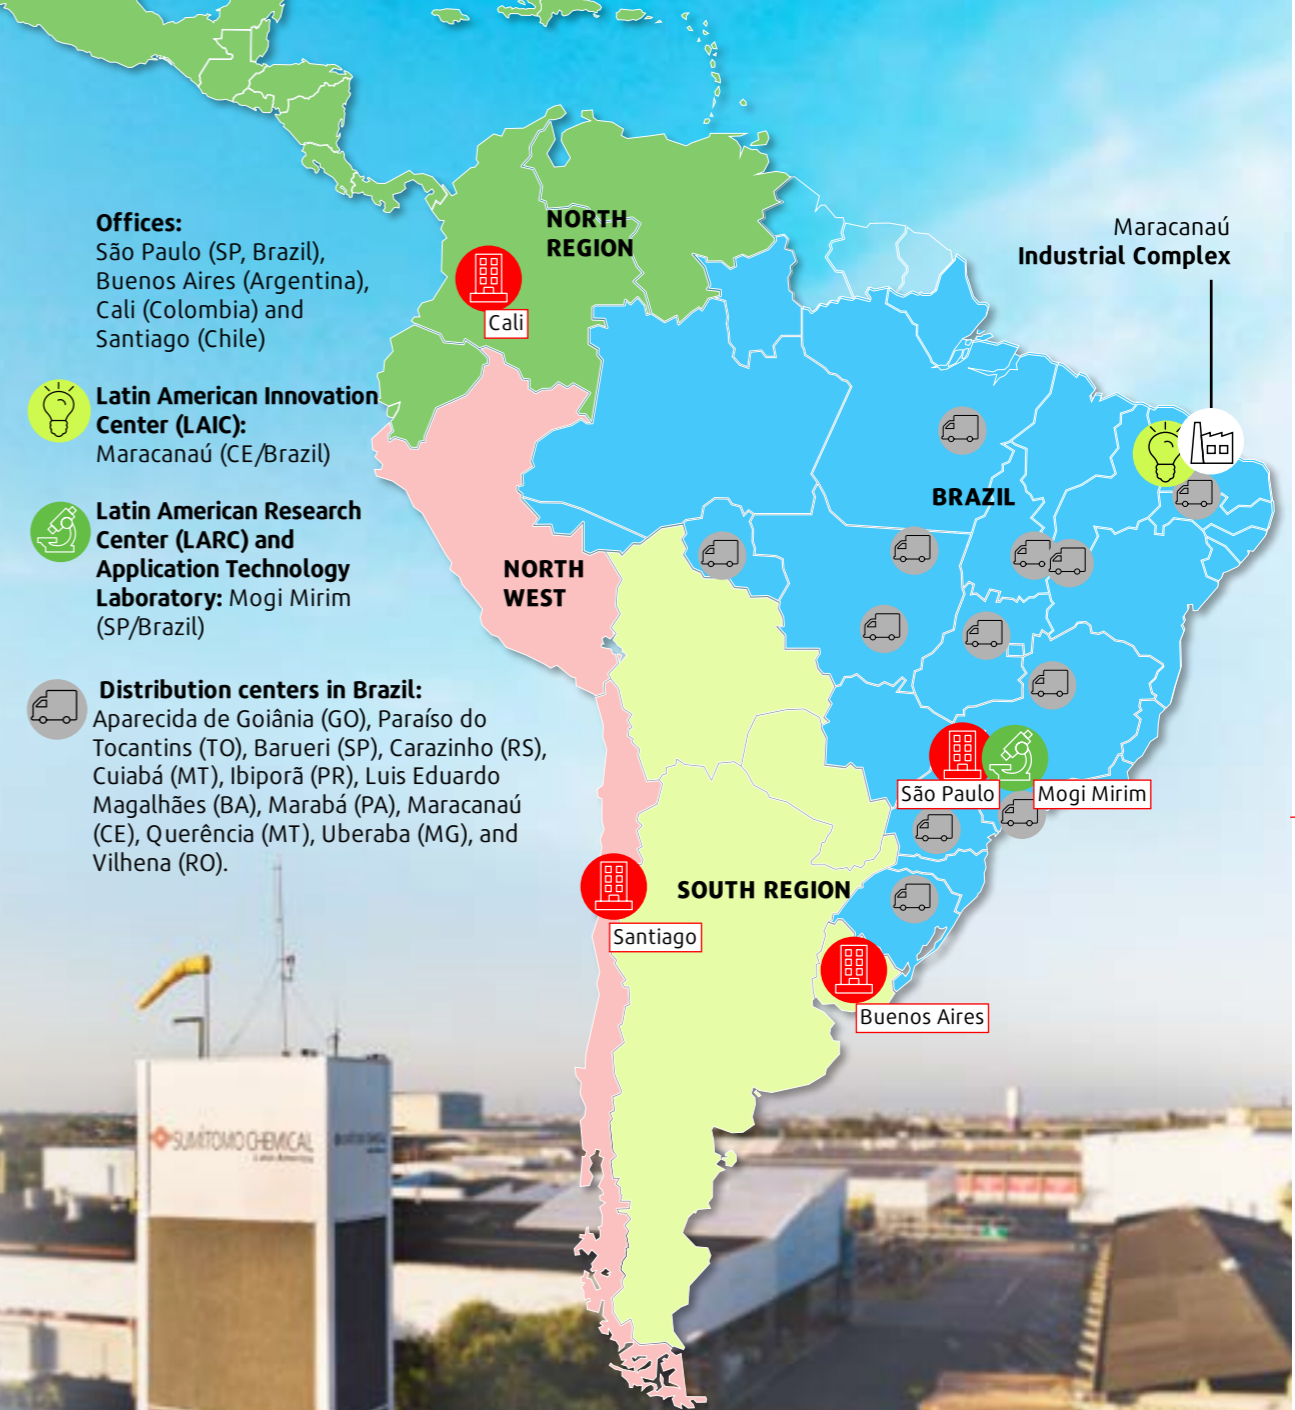 Offices:
São Paulo (SP, Brazil),
Buenos Aires (Argentina),
Cali (Colombia) and
Santiago (Chile)
Latin American Innovation
Center (LAIC):
Maracanaú (CE/Brazil)
Latin American Research
Center (LARC) and
Application Technology
Laboratory: Mogi Mirim
(SP/Brazil)
Distribution centers in Brazil:
Aparecida de Goiânia (GO), Paraíso do
Tocantins (TO), Barueri (SP), Carazinho (RS),
Cuiabá (MT), Ibiporã (PR), Luis Eduardo
Magalhães (BA), Marabá (PA), Maracanaú
(CE), Querência (MT), Uberaba (MG), and
Vilhena (RO).
NORTH
REGION
Cali
Maracanaú
Industrial Complex
BRAZIL
NORTH
WEST
São Paulo
Mogi Mirim
SOUTH REGION
Santiago
Buenos Aires
SUMITOMO CHEMICAL
Latin America